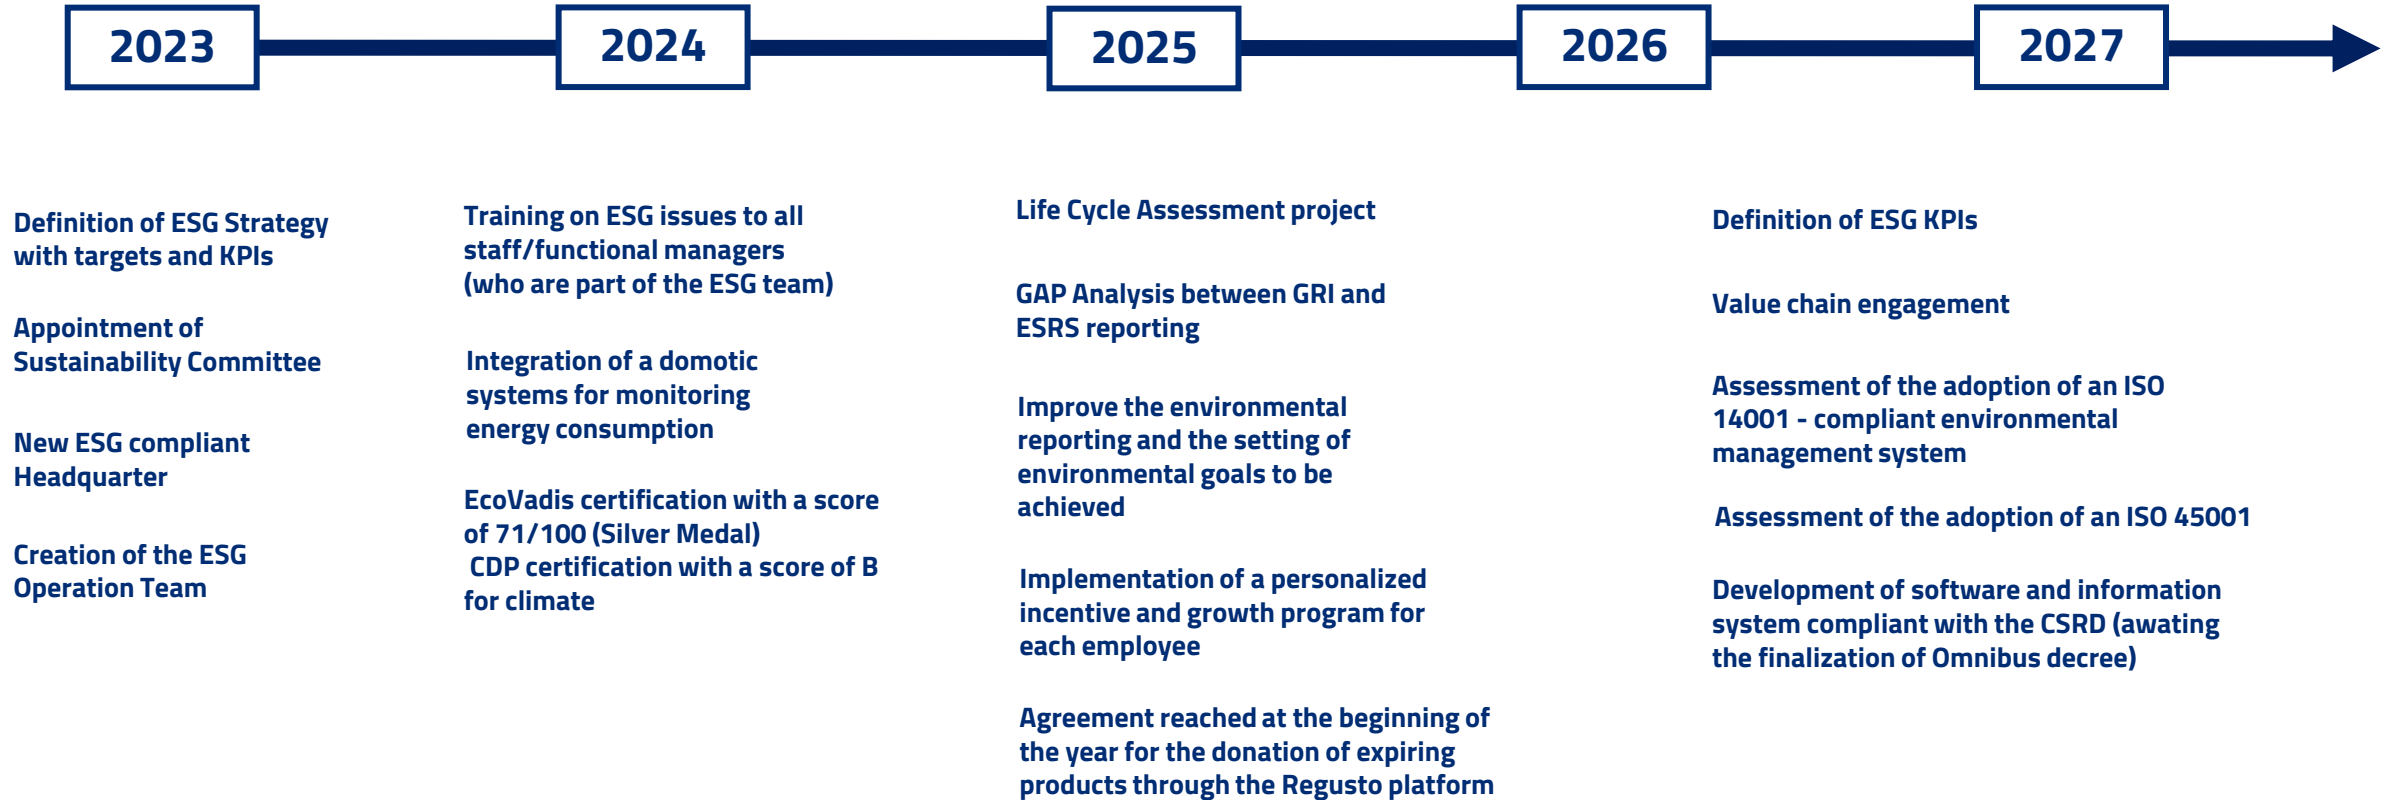 2023
2024
2025
2026
2027
Definition of ESG Strategy
with targets and KPIs
Appointment of
Sustainability Committee
New ESG compliant
Headquarter
Creation of the ESG
Operation Team
Training on ESG issues to all
staff/functional managers
(who are part of the ESG team)
Integration of a domotic
systems for monitoring
energy consumption
EcoVadis certification with a score
of 71/100 (Silver Medal)
CDP certification with a score of B
for climate
Life Cycle Assessment project
GAP Analysis between GRI and
ESRS reporting
Improve the environmental
reporting and the setting of
environmental goals to be
achieved
Implementation of a personalized
incentive and growth program for
each employee
Agreement reached at the beginning of
the year for the donation of expiring
products through the Regusto platform
Definition of ESG KPIs
Value chain engagement
Assessment of the adoption of an ISO
14001 - compliant environmental
management system
Assessment of the adoption of an ISO 45001
Development of software and information
system compliant with the CSRD (awating
the finalization of Omnibus decree)